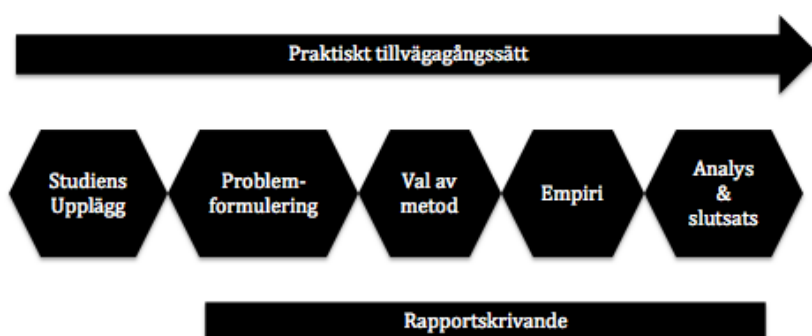 Praktiskt tillvägagångssätt
Studiens
Upplägg
Problem-
formulering
Val av
metod
Empiri
Analys
&
slutsats
Rapportskrivande